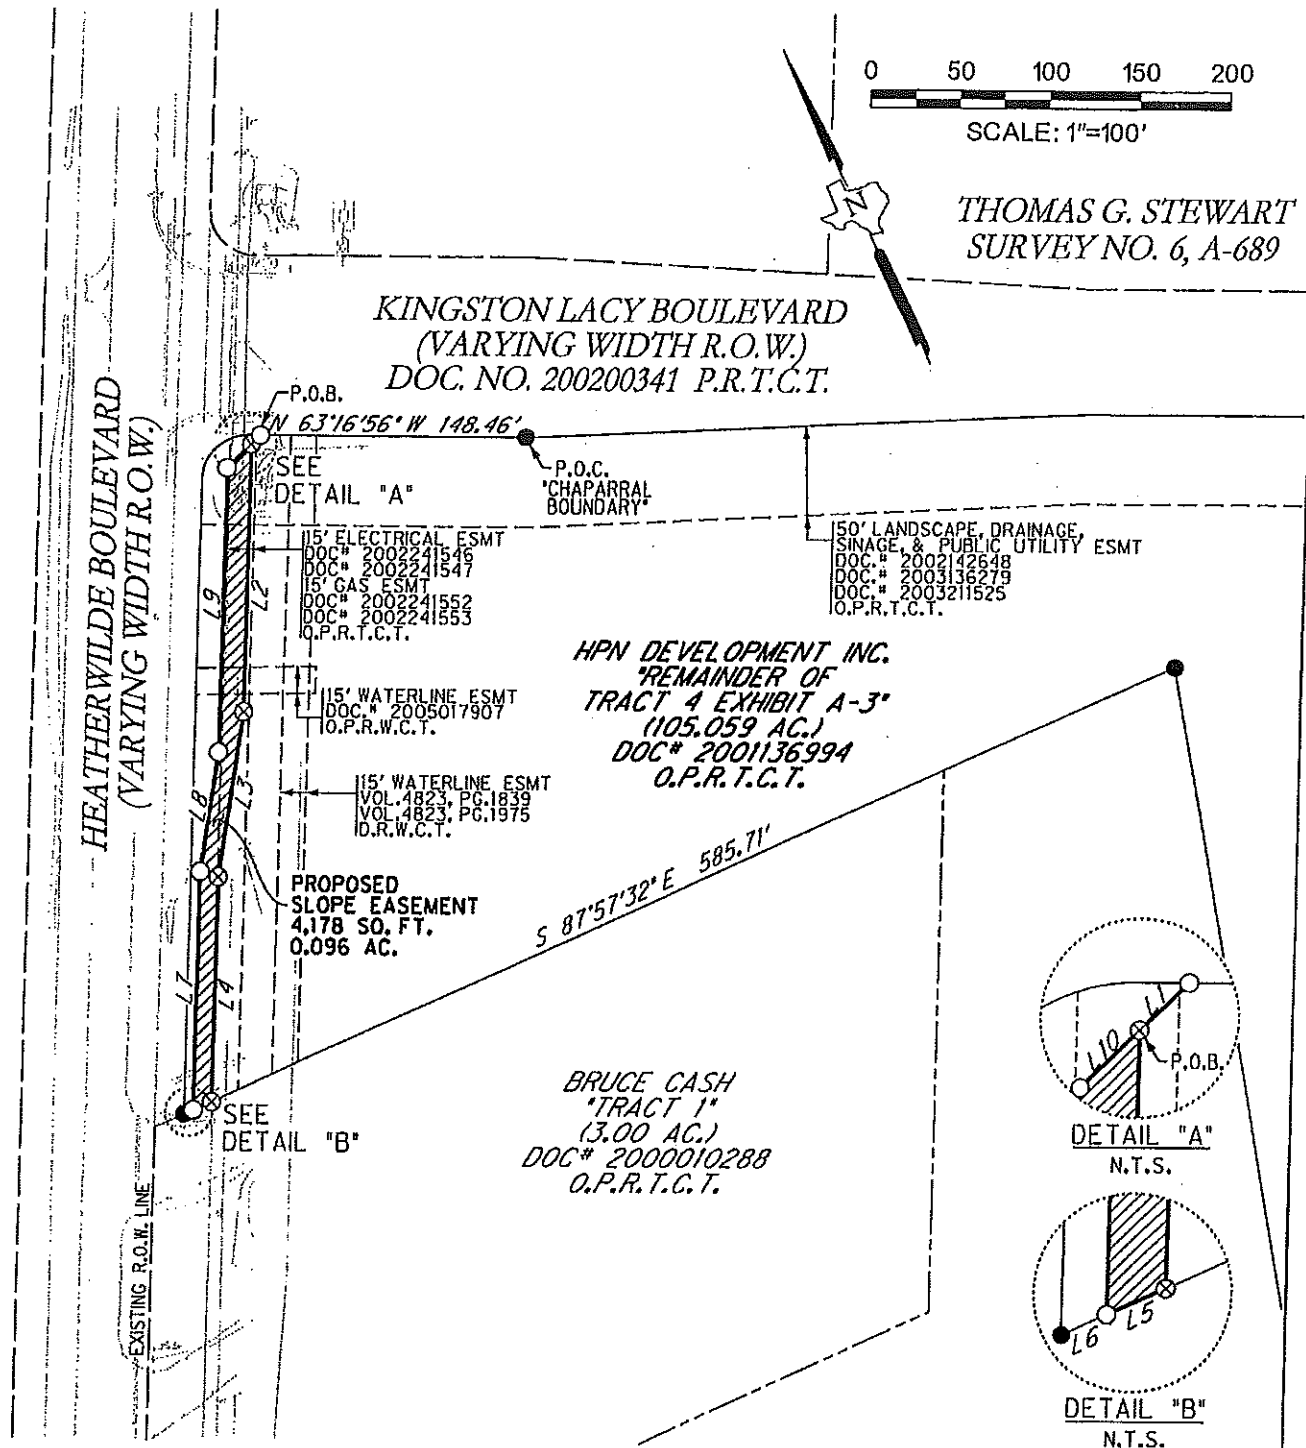 0 50 100 150 200
SCALE: 1"=100'
N
THOMAS G. STEWART
SURVEY NO. 6, A-689
KINGSTON LACY BOULEVARD
(VARYING WIDTH R.O.W.)
DOC. NO. 200200341 P.R.T.C.T.
HEATHERWILDE BOULEVARD
(VARYING WIDTH R.O.W.)
P.O.B.
N 63°16'56" W 148.46'
P.O.C.
"CHAPARRAL
BOUNDARY"
SEE
DETAIL "A"
15' ELECTRICAL ESMT
DOC# 2002241546
DOC# 2002241547
15' GAS ESMT
DOC# 2002241552
DOC# 2002241553
O.P.R.T.C.T.
50' LANDSCAPE, DRAINAGE,
SINAGE, & PUBLIC UTILITY ESMT
DOC.# 2002142648
DOC.# 2003136279
DOC.# 2003211525
O.P.R.T.C.T.
L9
L2
HPN DEVELOPMENT INC.
"REMAINDER OF
TRACT 4 EXHIBIT A-3"
(105.059 AC.)
DOC# 2001136994
O.P.R.T.C.T.
15' WATERLINE ESMT
DOC.# 2005017907
O.P.R.W.C.T.
15' WATERLINE ESMT
VOL.4823, PG.1839
VOL.4823, PG.1975
D.R.W.C.T.
L8
L3
PROPOSED
SLOPE EASEMENT
4,178 SQ. FT.
0.096 AC.
S 87°57'32" E 585.71'
L7
L4
SEE
DETAIL "B"
BRUCE CASH
"TRACT 1"
(3.00 AC.)
DOC# 2000010288
O.P.R.T.C.T.
EXISTING R.O.W. LINE
L1
L10
P.O.B.
DETAIL "A"
N.T.S.
L6
L5
DETAIL "B"
N.T.S.